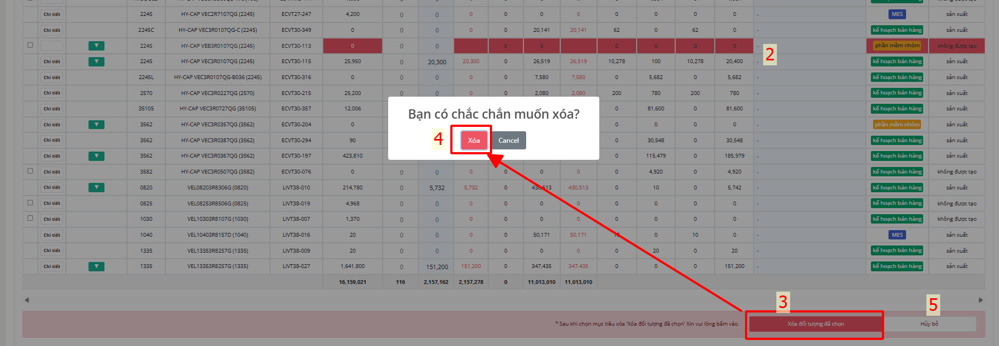 Chi tiết 2245 HY-CAP VEC2R7107QG (2245) ECVT27-247 4,200 0 0 0 0 0 0 0 0 0 0 - MES sản xuất
Chi tiết 2245C HY-CAP VEC3R0107QG-C (2245) ECVT30-349 0 0 0 0 0 20,141 20,141 62 0 62 0 - kế hoạch bán hàng sản xuất
▼ 2245 HY-CAP VEB3R0107QG (2245) ECVT30-113 0 0 0 0 0 0 0 0 0 0 0 - phần mềm nhóm không được tạo
2
Chi tiết ▼ 2245 HY-CAP VEC3R0107QG (2245) ECVT30-115 25,950 0 20,300 20,300 0 26,519 26,519 10,278 100 10,278 20,400 - kế hoạch bán hàng sản xuất
Chi tiết 2245L HY-CAP VEC3R0107QG-B036 (2245) ECVT30-316 0 0 0 0 0 7,580 7,580 0 5,682 0 5,682 - kế hoạch bán hàng sản xuất
Chi tiết 2570 HY-CAP VEC3R0227QG (2570) ECVT30-215 25,200 0 0 0 0 2,080 2,080 200 780 200 780 - kế hoạch bán hàng sản xuất
Chi tiết 35105 HY-CAP VEC3R0727QG (35105) ECVT30-357 12,006 0 81,600 0 81,600 - kế hoạch bán hàng sản xuất
Chi tiết ▼ 3562 HY-CAP VEC3R0357QG (3562) ECVT30-204 0 0 0 0 0 - phần mềm nhóm sản xuất
Chi tiết 3562 HY-CAP VEC3R0387QG (3562) ECVT30-294 90 0 30,548 0 30,548 - kế hoạch bán hàng sản xuất
Chi tiết ▼ 3562 HY-CAP VEC3R0367QG (3562) ECVT30-197 423,810 0 115,479 0 185,979 - kế hoạch bán hàng sản xuất
Bạn có chắc chắn muốn xóa?
4 Xóa Cancel
Chi tiết 3582 HY-CAP VEC3R0507QG (3582) ECVT30-076 0 0 0 0 0 0 0 0 4,920 0 4,920 - kế hoạch bán hàng không được tạo
Chi tiết ▼ 0820 VEL08203R8306G (0820) LIVT38-010 214,780 0 5,732 5,732 0 430,513 430,513 0 10 0 5,742 - kế hoạch bán hàng sản xuất
Chi tiết 0825 VEL08253R8506G (0825) LIVT38-019 4,968 0 0 0 0 0 0 0 0 0 0 - kế hoạch bán hàng không được tạo
Chi tiết 1030 VEL10303R8107G (1030) LIVT38-007 1,370 0 0 0 0 0 0 0 0 0 0 - kế hoạch bán hàng không được tạo
Chi tiết 1040 VEL10403R8157D (1040) LIVT38-016 20 0 0 0 0 50,171 50,171 10 0 10 0 - MES sản xuất
Chi tiết 1335 VEL13353R8257G (1335) LIVT38-009 20 0 0 0 0 0 0 0 20 0 20 - kế hoạch bán hàng sản xuất
Chi tiết ▼ 1335 VEL13353R8257G (1335) LIVT38-027 1,641,800 0 151,200 151,200 0 347,435 347,435 0 0 0 151,200 - kế hoạch bán hàng sản xuất
16,159,021 116 2,157,162 2,157,278 0 11,013,010 11,013,010
3 5
* Sau khi chọn mục tiêu xóa 'Xóa đối tượng đã chọn' Xin vui lòng bấm vào. Xóa đối tượng đã chọn Hủy bỏ